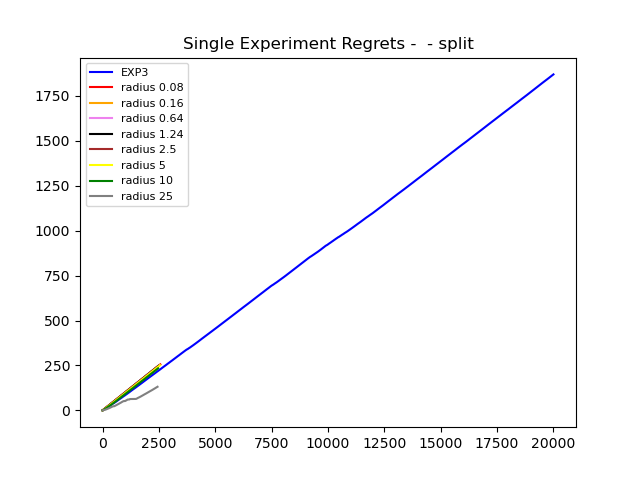 Single Experiment Regrets -  - split
EXP3
radius 0.08
radius 0.16
radius 0.64
radius 1.24
radius 2.5
radius 5
radius 10
radius 25
1750
1500
1250
1000
750
500
250
0
0 2500 5000 7500 10000 12500 15000 17500 20000